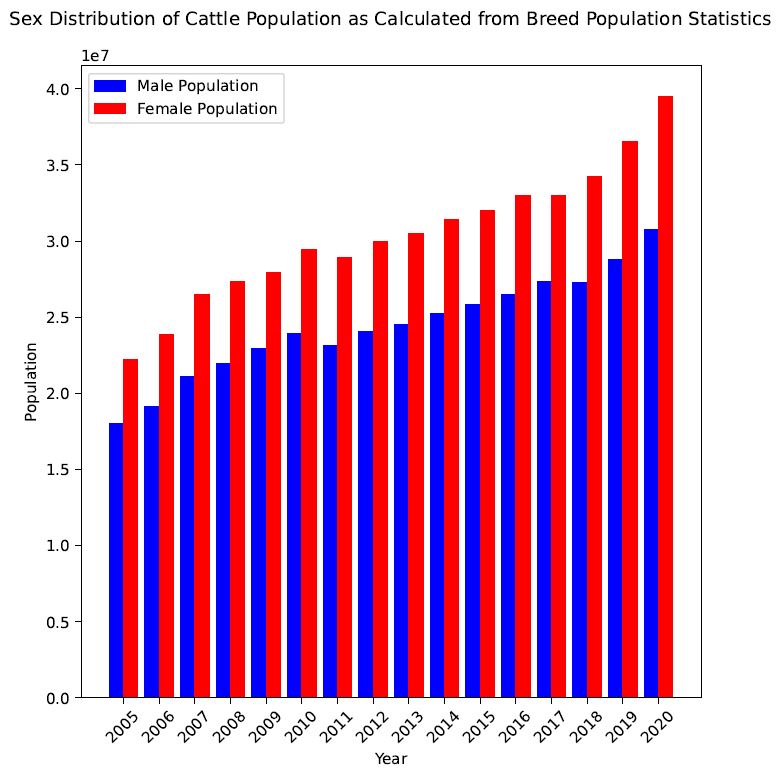 Sex Distribution of Cattle Population as Calculated from Breed Population Statistics
1e7
Male Population
Female Population
4.0
3.5
3.0
2.5
2.0
1.5
1.0
0.5
0.0
Population
2005 2006 2007 2008 2009 2010 2011 2012 2013 2014 2015 2016 2017 2018 2019 2020
Year